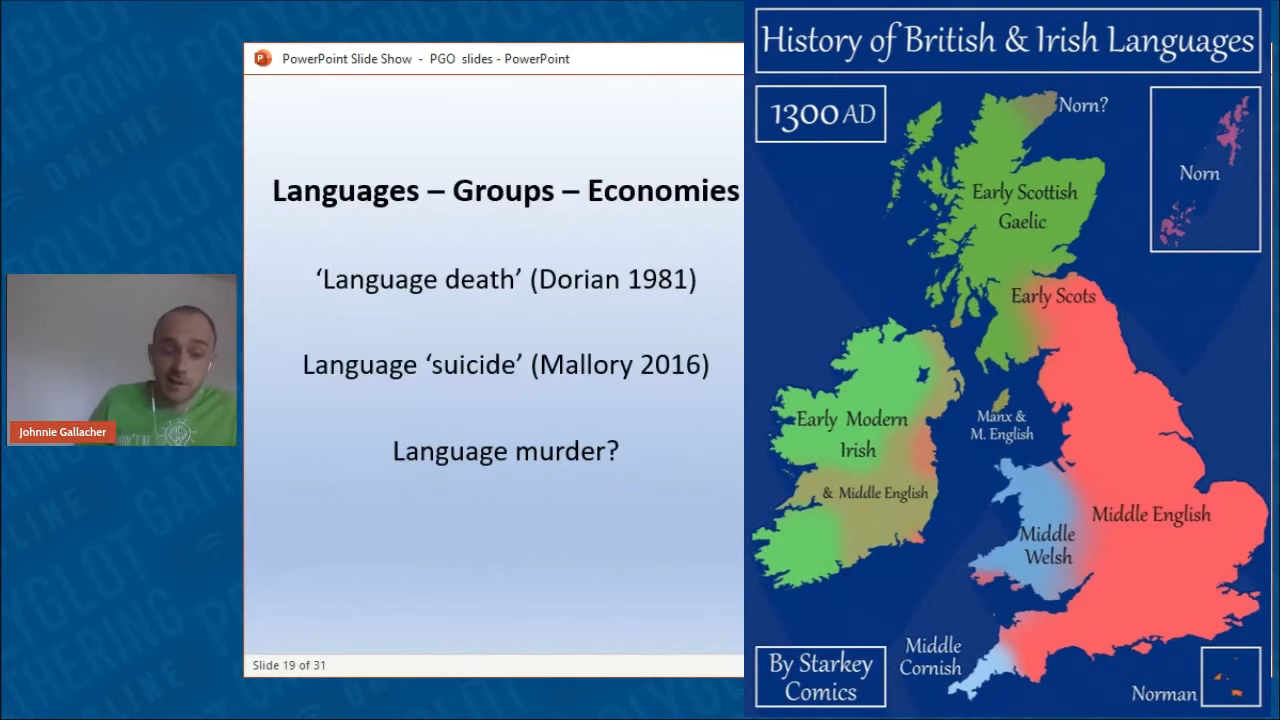 PowerPoint Slide Show - PGO slides - PowerPoint
Languages – Groups – Economies
‘Language death’ (Dorian 1981)
Language ‘suicide’ (Mallory 2016)
Language murder?
Slide 19 of 31
Johnnie Gallacher
History of British & Irish Languages
1300 AD
Norn?
Norn
Early Scottish
Gaelic
Early Scots
Early Modern
Irish
& Middle English
Manx &
M. English
Middle
Welsh
Middle English
Middle
Cornish
By Starkey
Comics
Norman
ONLINE